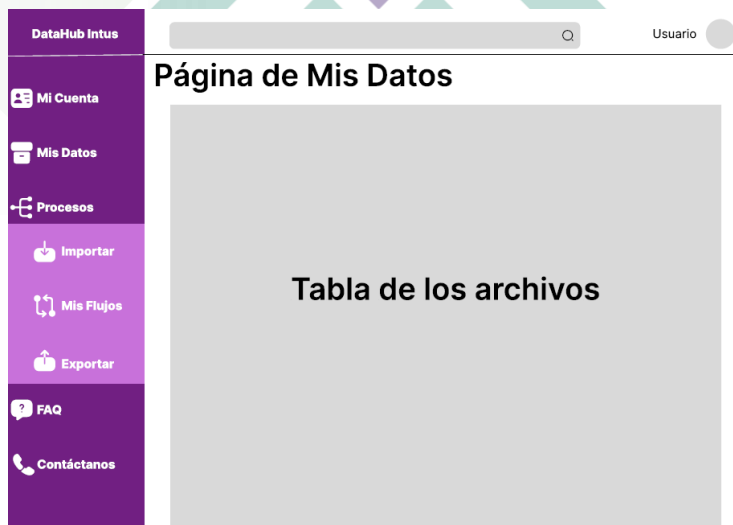 DataHub Intus
Usuario
Página de Mis Datos
Mi Cuenta
Mis Datos
Procesos
Importar
Mis Flujos
Exportar
FAQ
Contáctanos
Tabla de los archivos